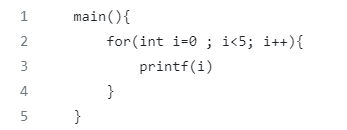 1 main(){
2 for(int i=0 ; i<5; i++){
3 printf(i)
4 }
5 }